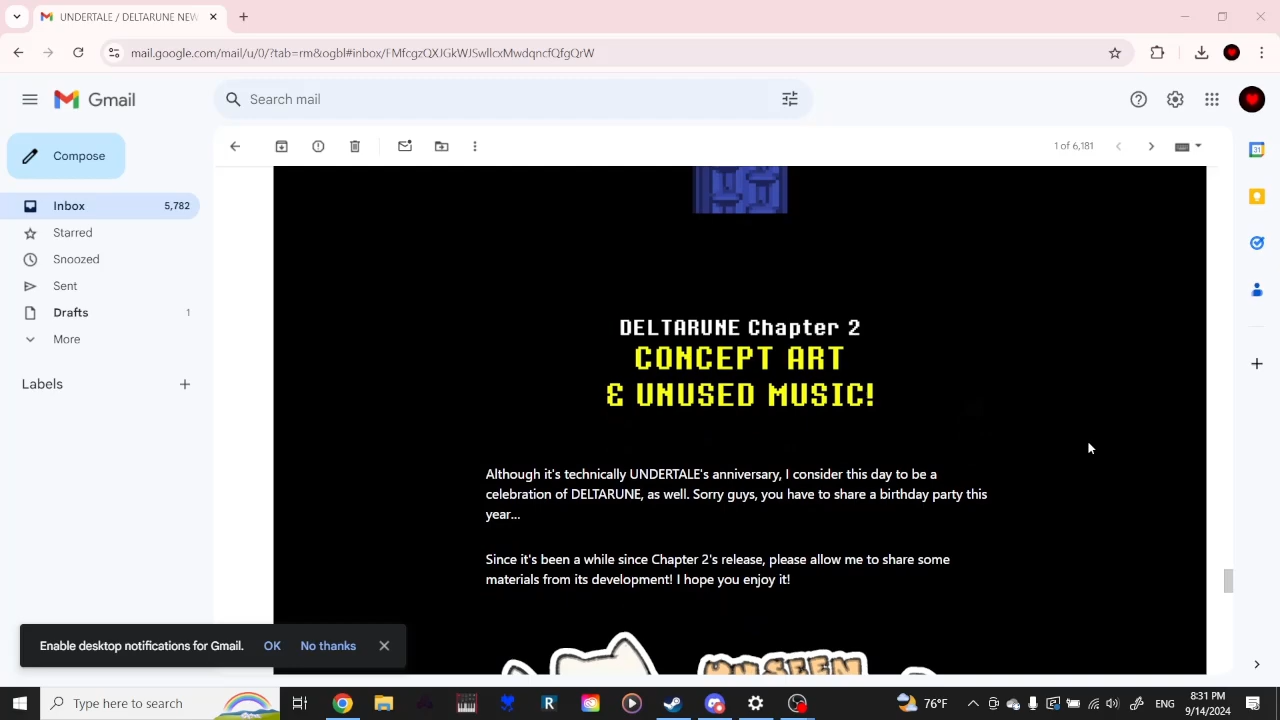 UNDERTALE / DELTARUNE NEW
mail.google.com/mail/u/0/?tab=rm&ogbl#inbox/FMfcgzQXJGkWJSwllcxMwdqncfQfgQrW
Gmail
Search mail
Compose
1 of 6,181
Inbox 5,782
Starred
Snoozed
Sent
Drafts 1
More
Labels
31
DELTARUNE Chapter 2
CONCEPT ART
& UNUSED MUSIC!
Although it's technically UNDERTALE's anniversary, I consider this day to be a
celebration of DELTARUNE, as well. Sorry guys, you have to share a birthday party this
year...
Since it's been a while since Chapter 2's release, please allow me to share some
materials from its development! I hope you enjoy it!
UNSEEN
Enable desktop notifications for Gmail. OK No thanks
Type here to search
76°F
ENG
8:31 PM
9/14/2024